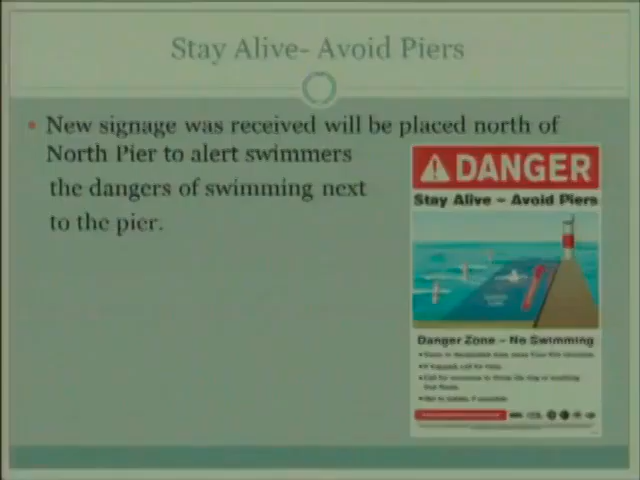 Stay Alive- Avoid Piers
• New signage was received will be placed north of
North Pier to alert swimmers
the dangers of swimming next
to the pier.
DANGER
Stay Alive – Avoid Piers
Danger Zone – No Swimming